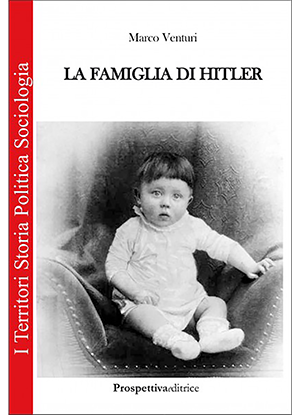 Marco Venturi
LA FAMIGLIA DI HITLER
I Territori Storia Politica Sociologia
Prospettivaeditrice